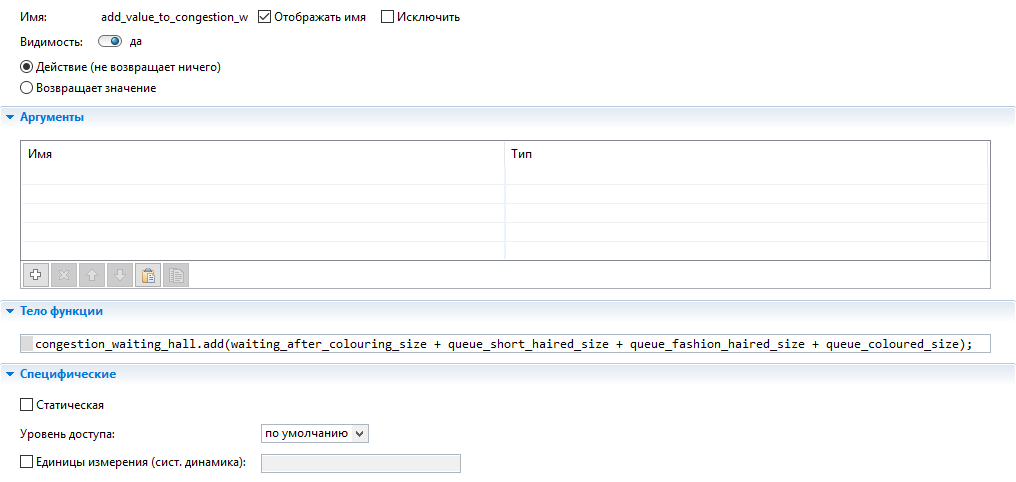 Имя: add_value_to_congestion_w Отображать имя Исключить
Видимость: да
Действие (не возвращает ничего)
Возвращает значение
Аргументы
Имя Тип
Тело функции
congestion_waiting_hall.add(waiting_after_colouring_size + queue_short_haired_size + queue_fashion_haired_size + queue_coloured_size);
Специфические
Статическая
Уровень доступа: по умолчанию
Единицы измерения (сист. динамика):